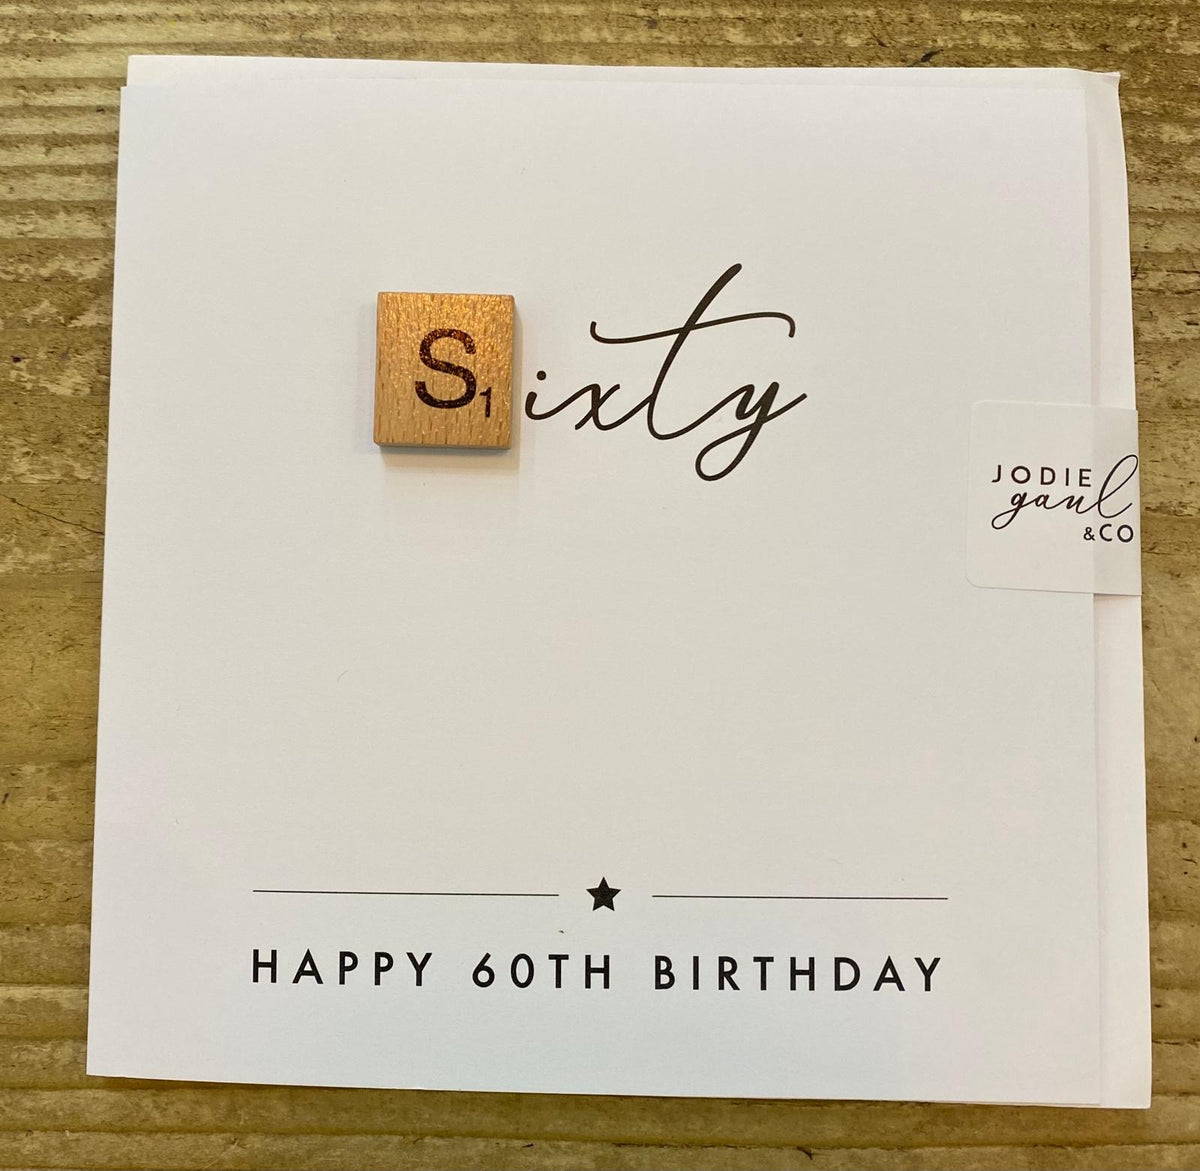 S1ixty
JODIE
gaul
&CO
HAPPY 60TH BIRTHDAY